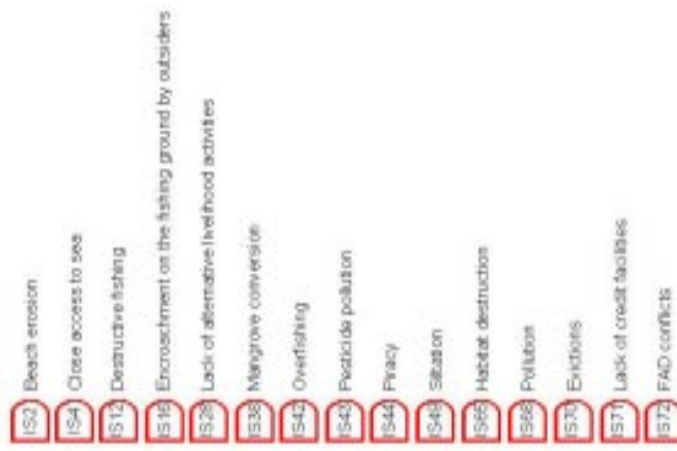 IS2 Beach erosion
IS4 Close access to sea
IS12 Destructive fishing
IS16 Encroachment on the fishing ground by outsiders
IS28 Lack of alternative livelihood activities
IS38 Mangrove conversion
IS42 Overfishing
IS43 Pesticide pollution
IS44 Piracy
Siltation
IS65 Habitat destruction
IS68 Pollution
IS70 Evictions
IS71 Lack of credit facilities
IS72 FAD conflicts